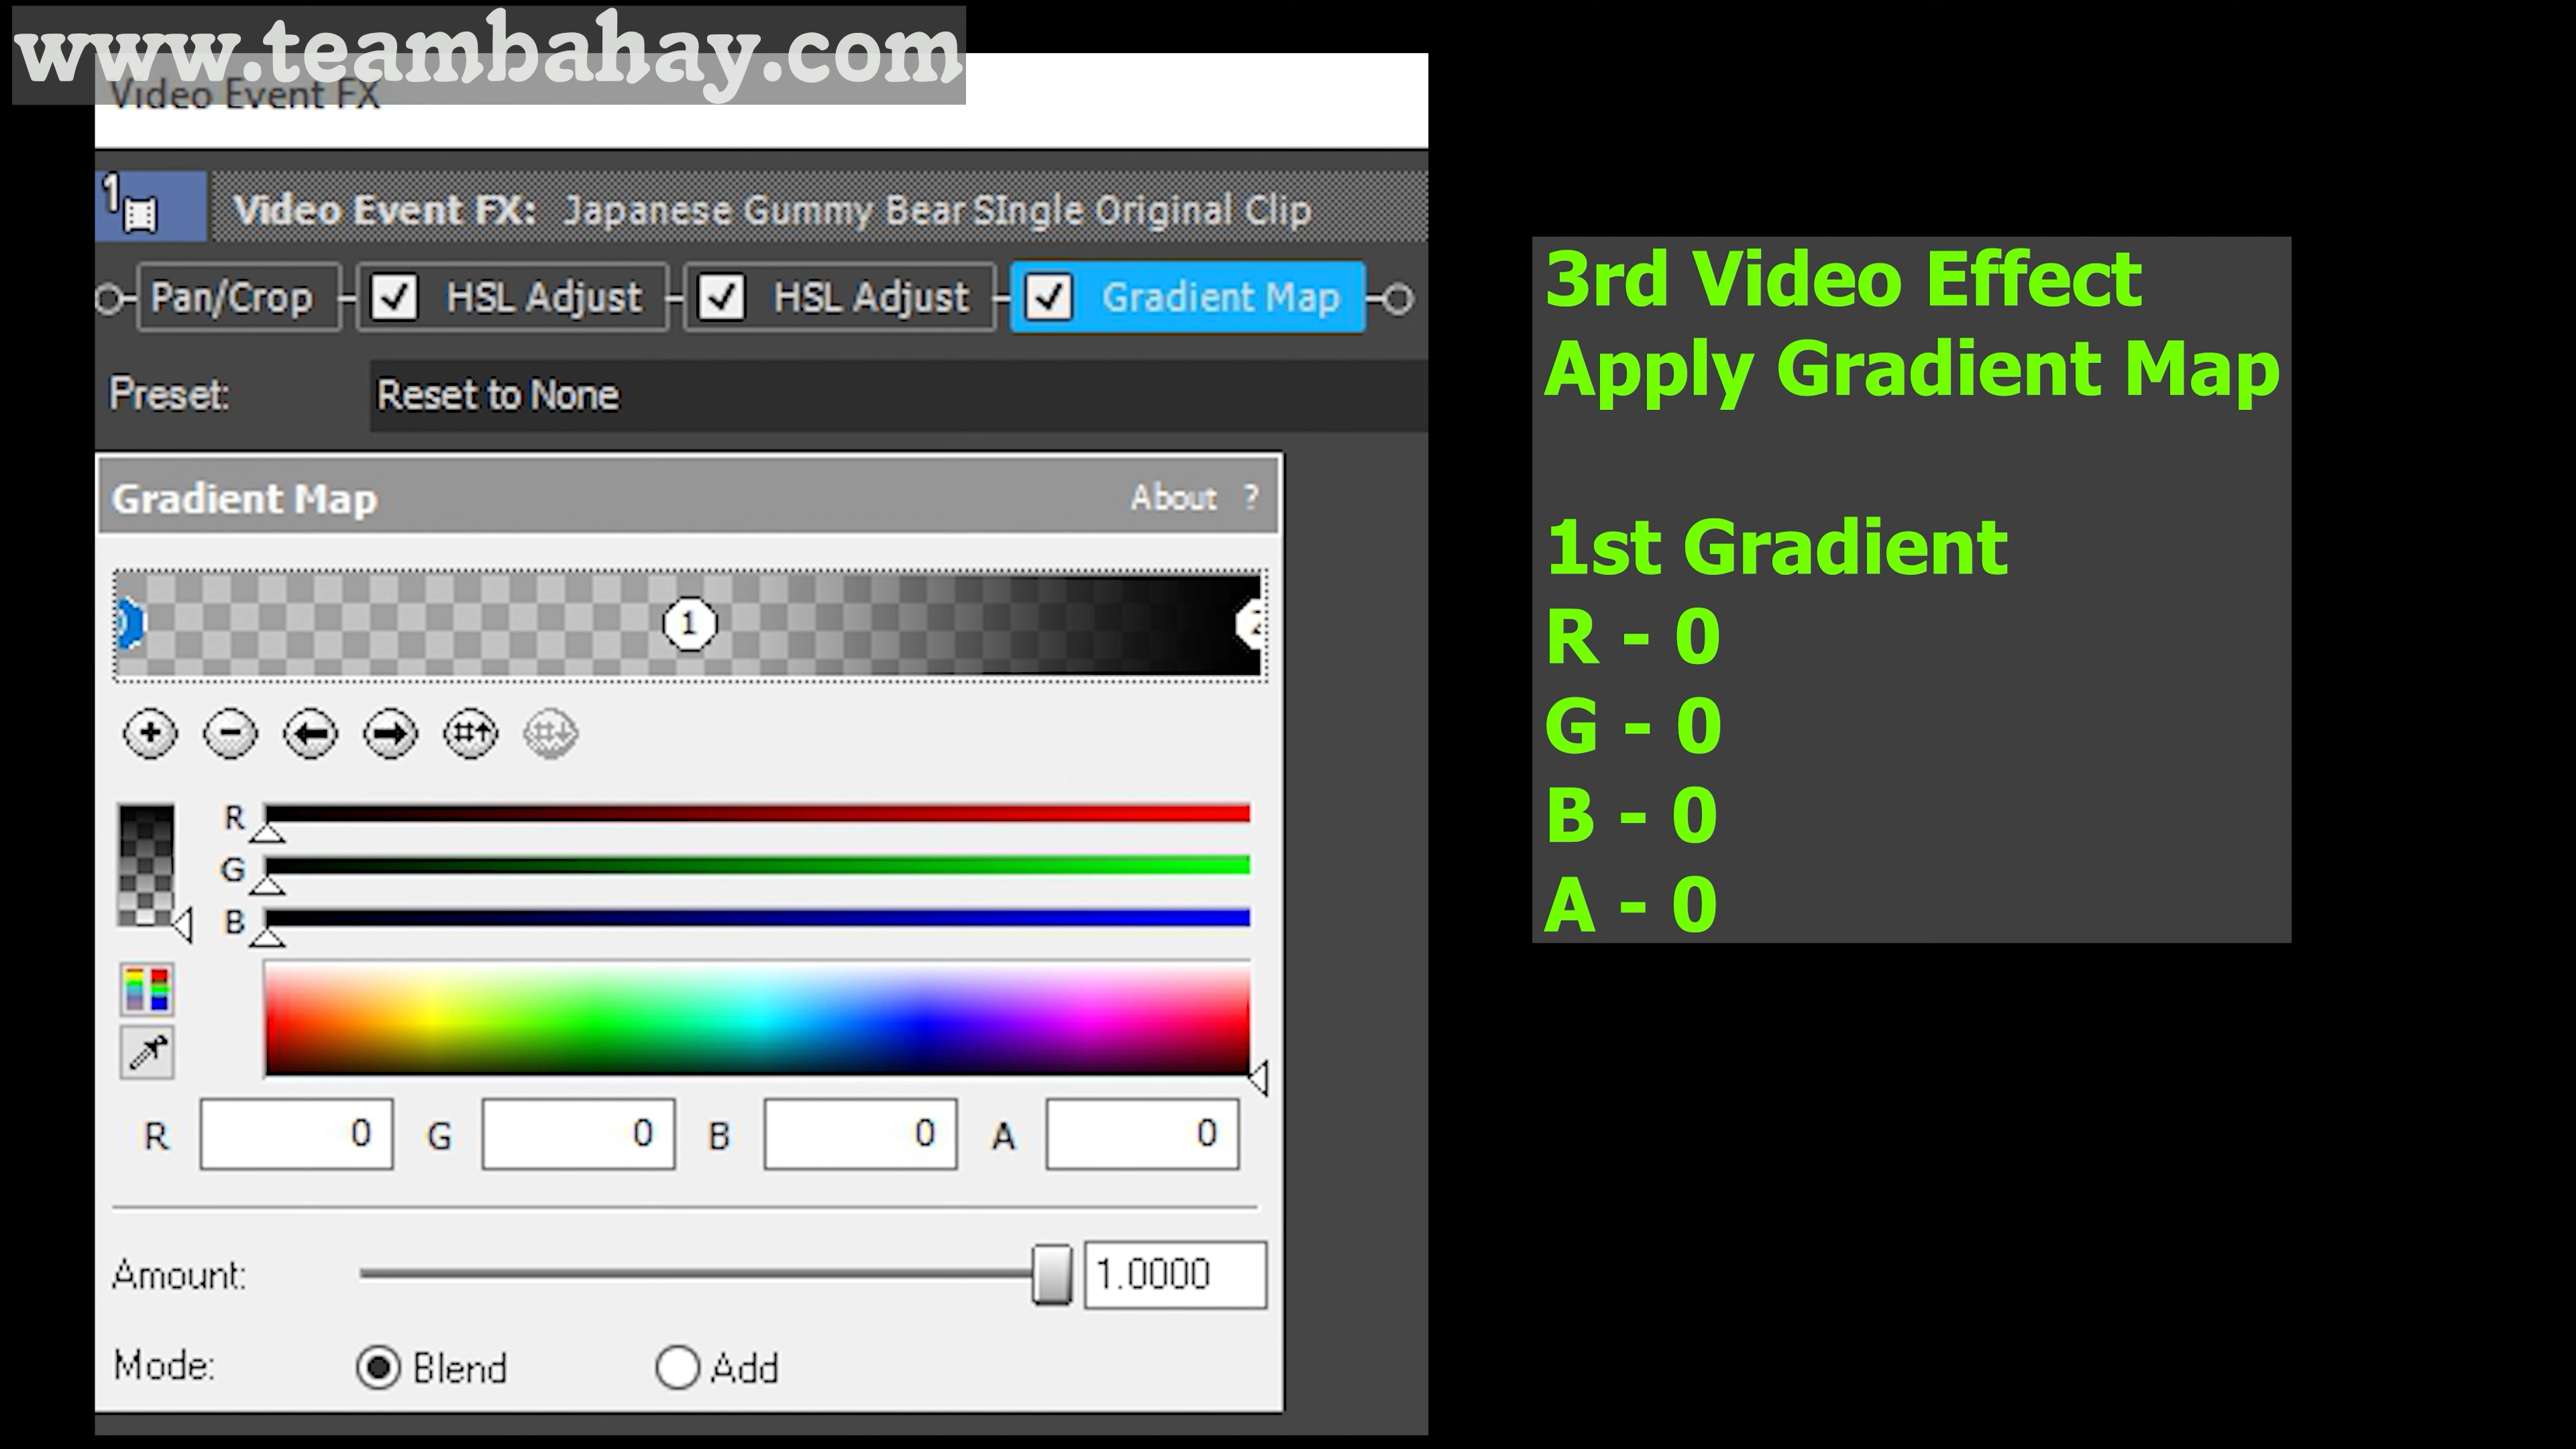 www.teambahay.com
Video Event FX
1
Video Event FX: Japanese Gummy Bear SIngle Original Clip
Pan/Crop HSL Adjust HSL Adjust Gradient Map
Preset: Reset to None
Gradient Map About ?
1 2
R
G
B
R 0 G 0 B 0 A 0
Amount: 1.0000
Mode: Blend Add
3rd Video Effect
Apply Gradient Map
1st Gradient
R - 0
G - 0
B - 0
A - 0